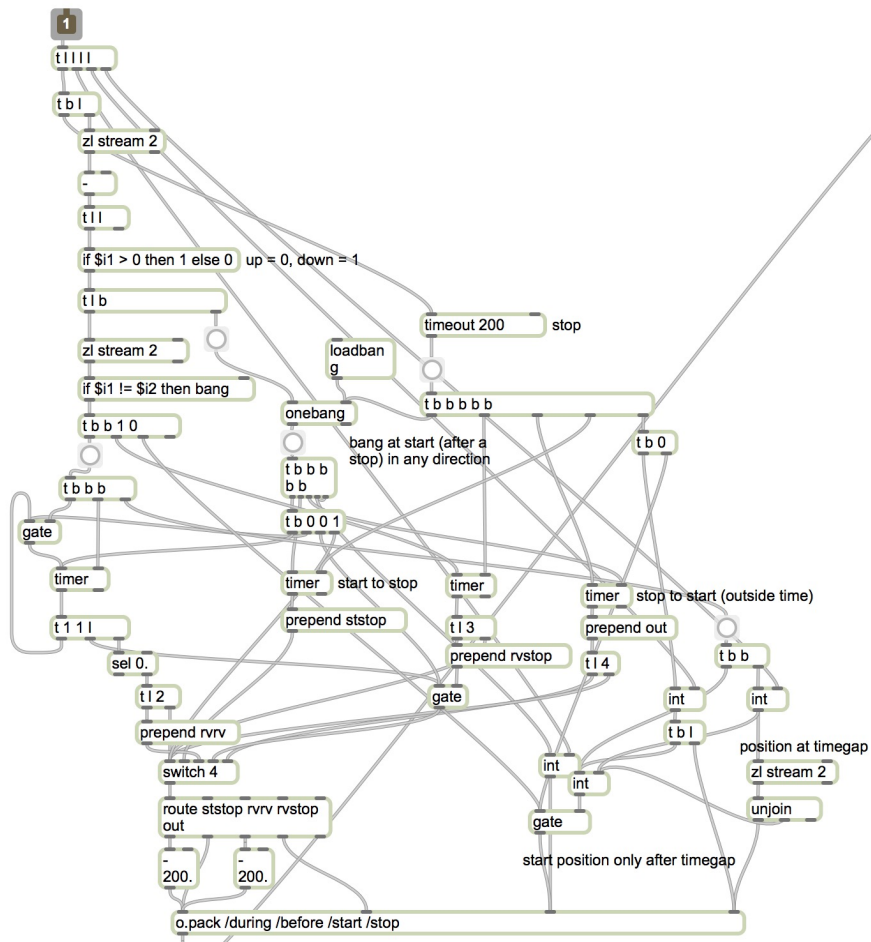 1
t l l l l
t b l
zl stream 2
-
t l l
if $i1 > 0 then 1 else 0
up = 0, down = 1
t l b
timeout 200
stop
zl stream 2
loadban
g
if $i1 != $i2 then bang
t b b b b b
onebang
t b b 1 0
bang at start (after a
stop) in any direction
t b 0
t b b b
b b
t b b b
t b 0 0 1
gate
timer
timer
start to stop
timer
timer
stop to start (outside time)
prepend ststop
t 1 1 l
t l 3
prepend out
sel 0.
prepend rvstop
t l 4
t b b
t l 2
gate
int
int
prepend rvrv
t b l
position at timegap
switch 4
int
zl stream 2
int
route ststop rvrv rvstop
out
gate
unjoin
-
200.
-
200.
start position only after timegap
o.pack /during /before /start /stop